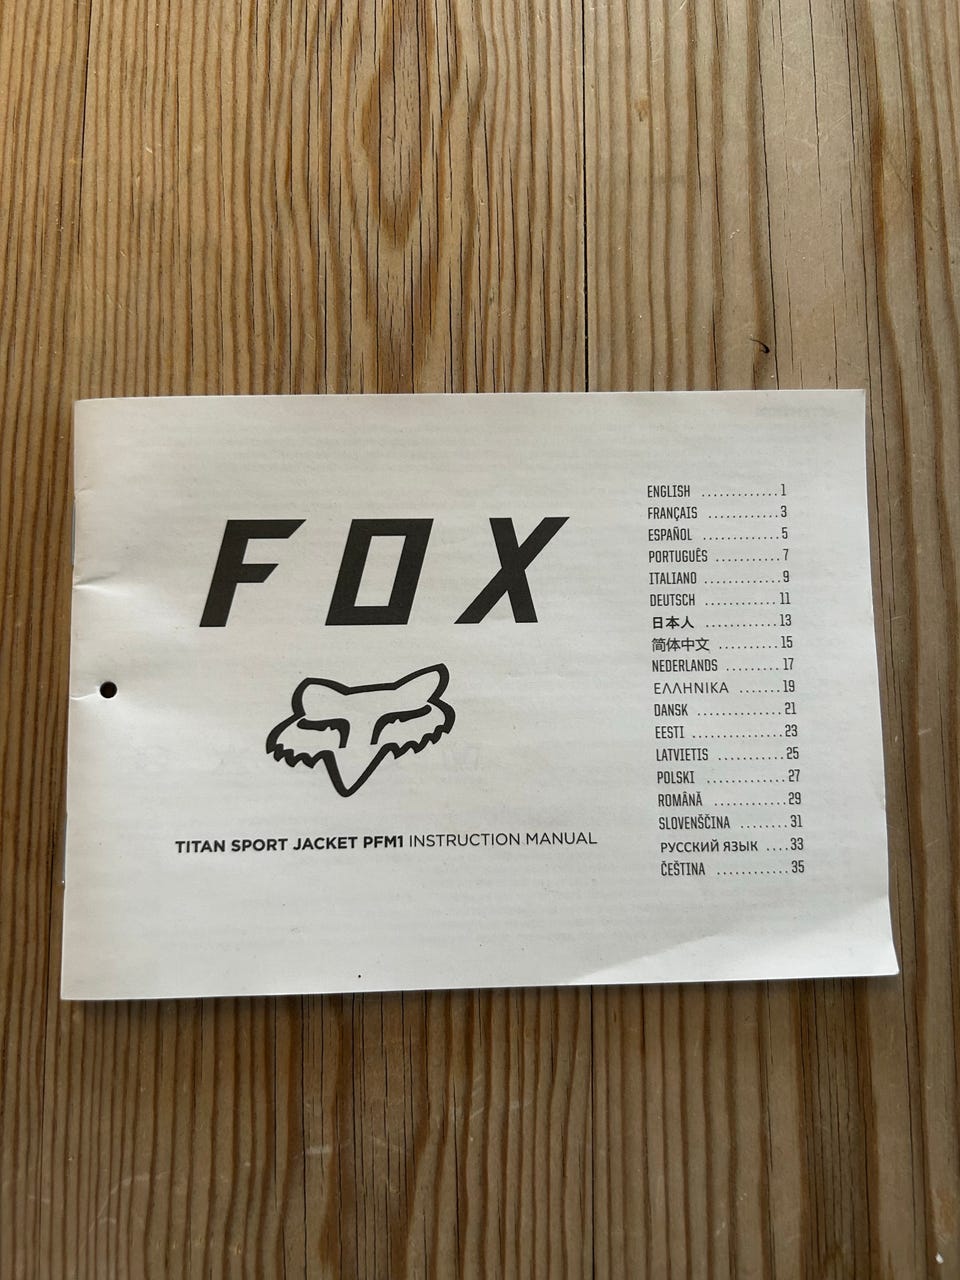 FOX
TITAN SPORT JACKET PFM1 INSTRUCTION MANUAL
ENGLISH .............1
FRANÇAIS ............3
ESPAÑOL .............5
PORTUGUÊS ...........7
ITALIANO .............9
DEUTSCH ............11
日本人 ............13
简体中文 ..........15
NEDERLANDS .........17
ΕΛΛΗΝΙΚΑ .......19
DANSK ..............21
EESTI ...............23
LATVIETIS ...........25
POLSKI .............27
ROMÂNĂ ............29
SLOVENŠČINA ........31
РУССКИЙ ЯЗЫК ....33
ČEŠTINA ............35